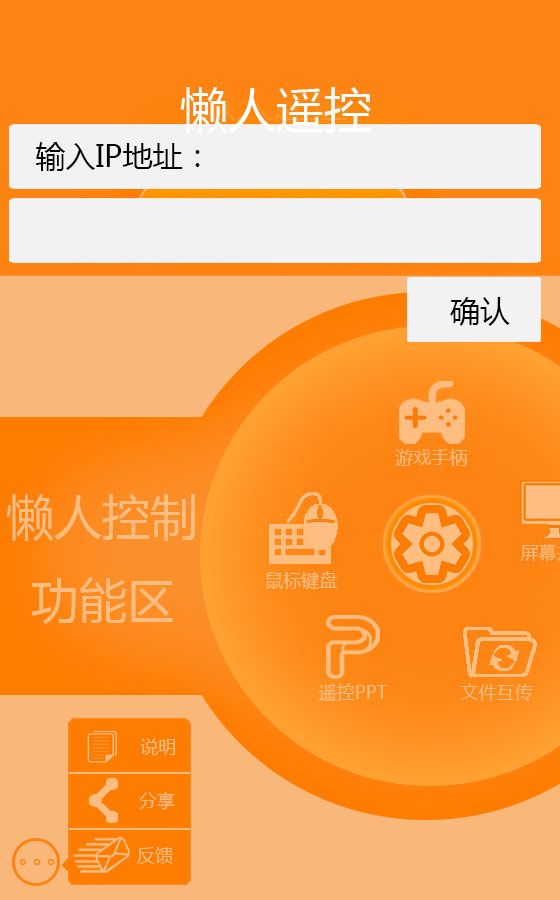 懒人遥控
输入IP地址：
确认
游戏手柄
屏幕
鼠标键盘
懒人控制
功能区
遥控PPT
文件互传
说明
分享
反馈